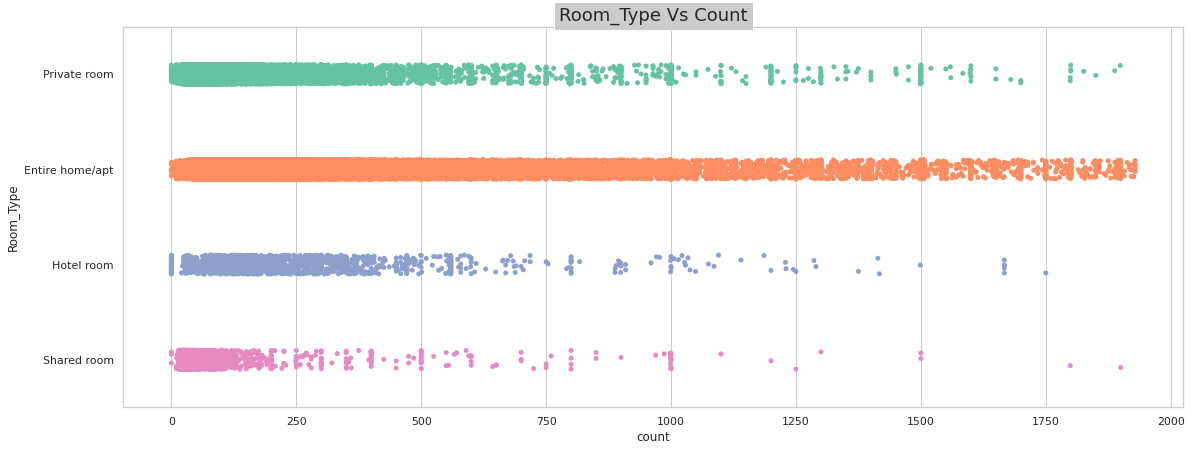 Room_Type Vs Count
Private room
Entire home/apt
Hotel room
Shared room
Room_Type
0 250 500 750 1000 1250 1500 1750 2000
count